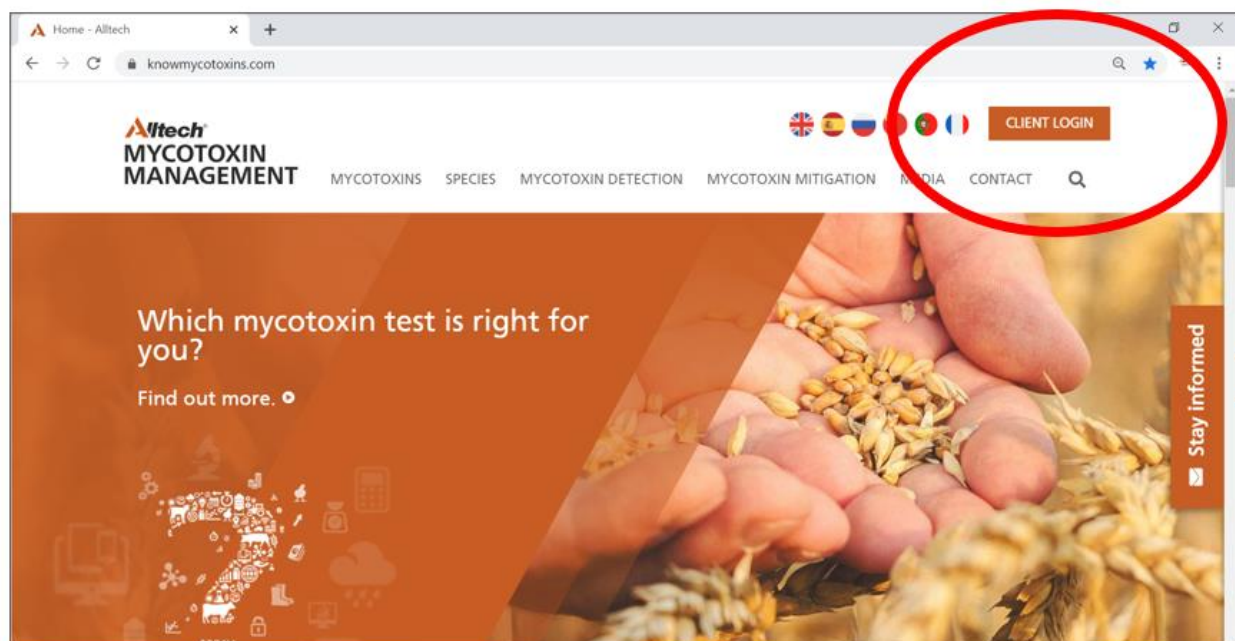 Home - Alltech
knowmycotoxins.com
Alltech
CLIENT LOGIN
MYCOTOXIN
MANAGEMENT
MYCOTOXINS SPECIES MYCOTOXIN DETECTION MYCOTOXIN MITIGATION MEDIA CONTACT
Which mycotoxin test is right for
you?
Find out more.
Stay informed